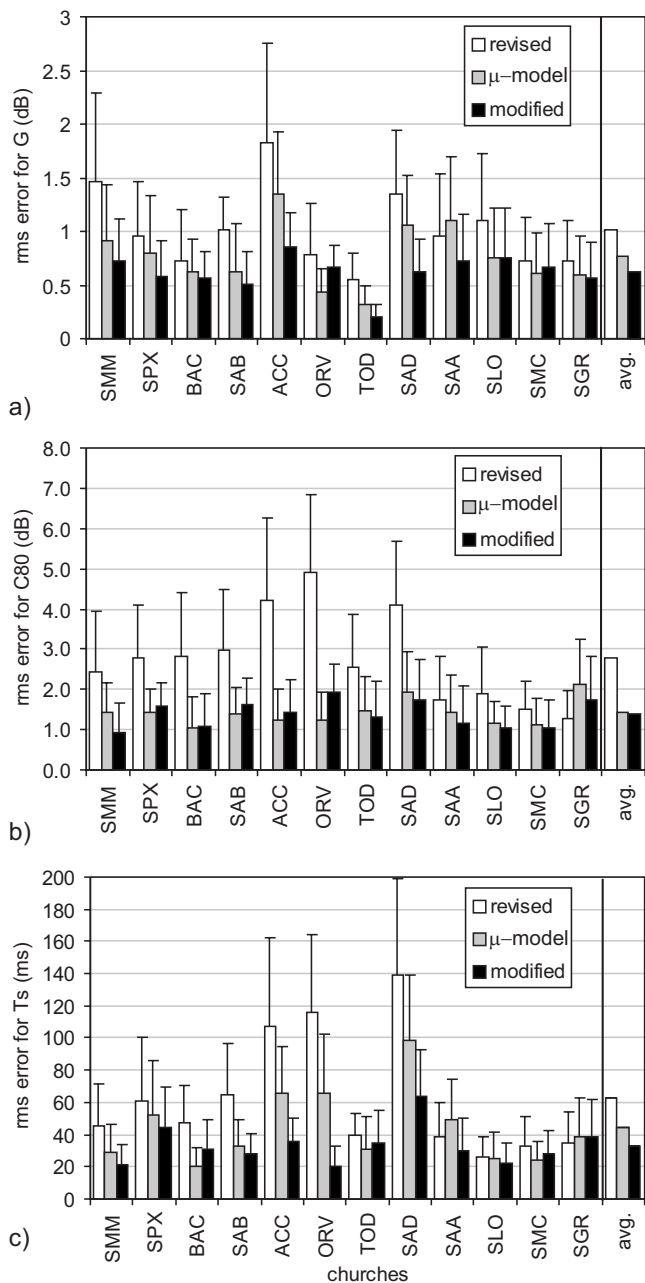 3
2.5
2
1.5
1
0.5
0
rms error for G (dB)
revised
μ−model
modified
SMM SPX BAC SAB ACC ORV TOD SAD SAA SLO SMC SGR avg.
a)
8.0
7.0
6.0
5.0
4.0
3.0
2.0
1.0
0.0
rms error for C80 (dB)
revised
μ−model
modified
SMM SPX BAC SAB ACC ORV TOD SAD SAA SLO SMC SGR avg.
b)
200
180
160
140
120
100
80
60
40
20
0
rms error for Ts (ms)
revised
μ−model
modified
SMM SPX BAC SAB ACC ORV TOD SAD SAA SLO SMC SGR avg.
c)
churches